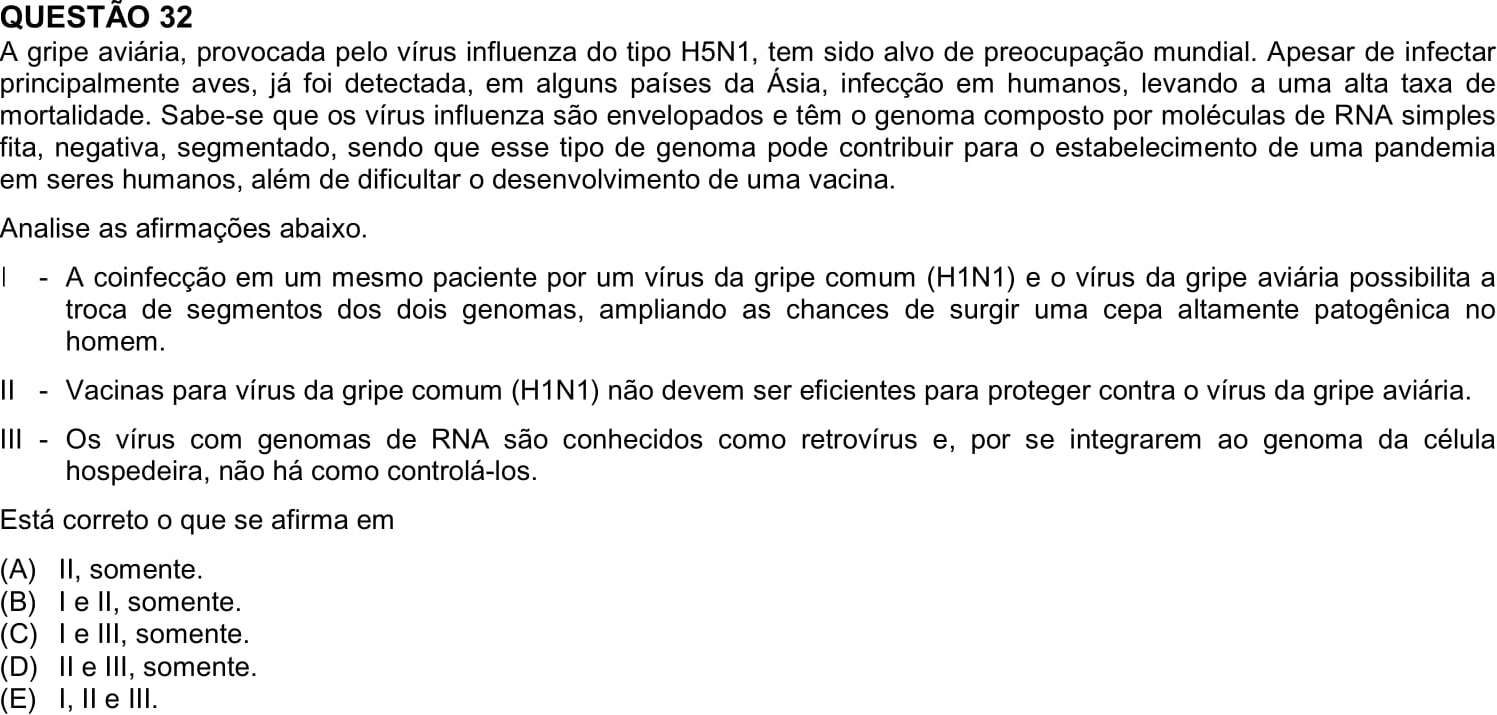 QUESTÃO 32
A gripe aviária, provocada pelo vírus influenza do tipo H5N1, tem sido alvo de preocupação mundial. Apesar de infectar
principalmente aves, já foi detectada, em alguns países da Ásia, infecção em humanos, levando a uma alta taxa de
mortalidade. Sabe-se que os vírus influenza são envelopados e têm o genoma composto por moléculas de RNA simples
fita, negativa, segmentado, sendo que esse tipo de genoma pode contribuir para o estabelecimento de uma pandemia
em seres humanos, além de dificultar o desenvolvimento de uma vacina.
Analise as afirmações abaixo.
I - A coinfecção em um mesmo paciente por um vírus da gripe comum (H1N1) e o vírus da gripe aviária possibilita a
troca de segmentos dos dois genomas, ampliando as chances de surgir uma cepa altamente patogênica no
homem.
II - Vacinas para vírus da gripe comum (H1N1) não devem ser eficientes para proteger contra o vírus da gripe aviária.
III - Os vírus com genomas de RNA são conhecidos como retrovírus e, por se integrarem ao genoma da célula
hospedeira, não há como controlá-los.
Está correto o que se afirma em
(A) II, somente.
(B) I e II, somente.
(C) I e III, somente.
(D) II e III, somente.
(E) I, II e III.